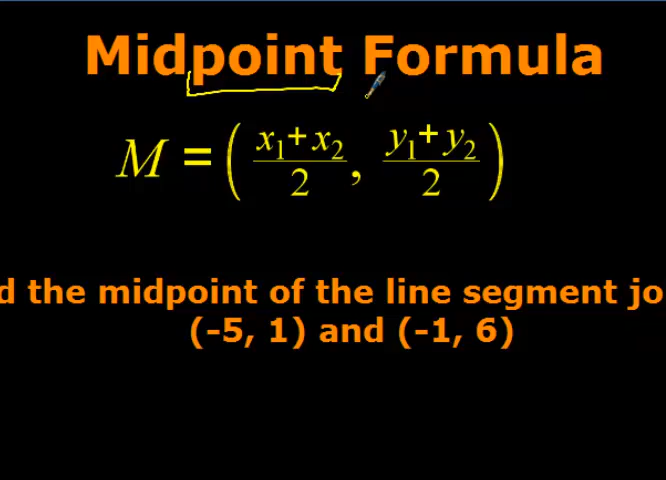 Midpoint Formula
M = ( x₁ + x₂ / 2 , y₁ + y₂ / 2 )
d the midpoint of the line segment jo
(-5, 1) and (-1, 6)